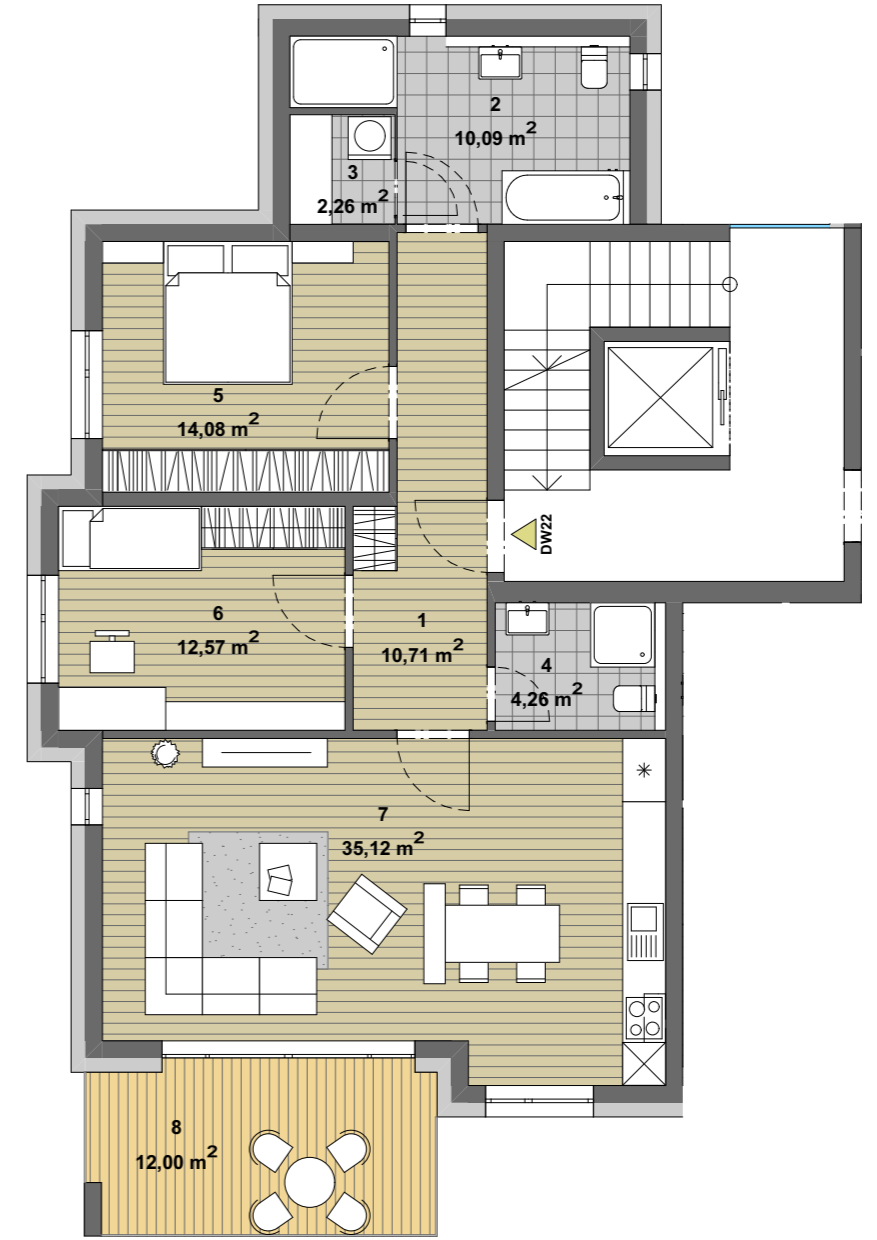 2
10,09 m²
3
2,26 m²
5
14,08 m²
DW22
6
12,57 m²
1
10,71 m²
4
4,26 m²
7
35,12 m²
8
12,00 m²